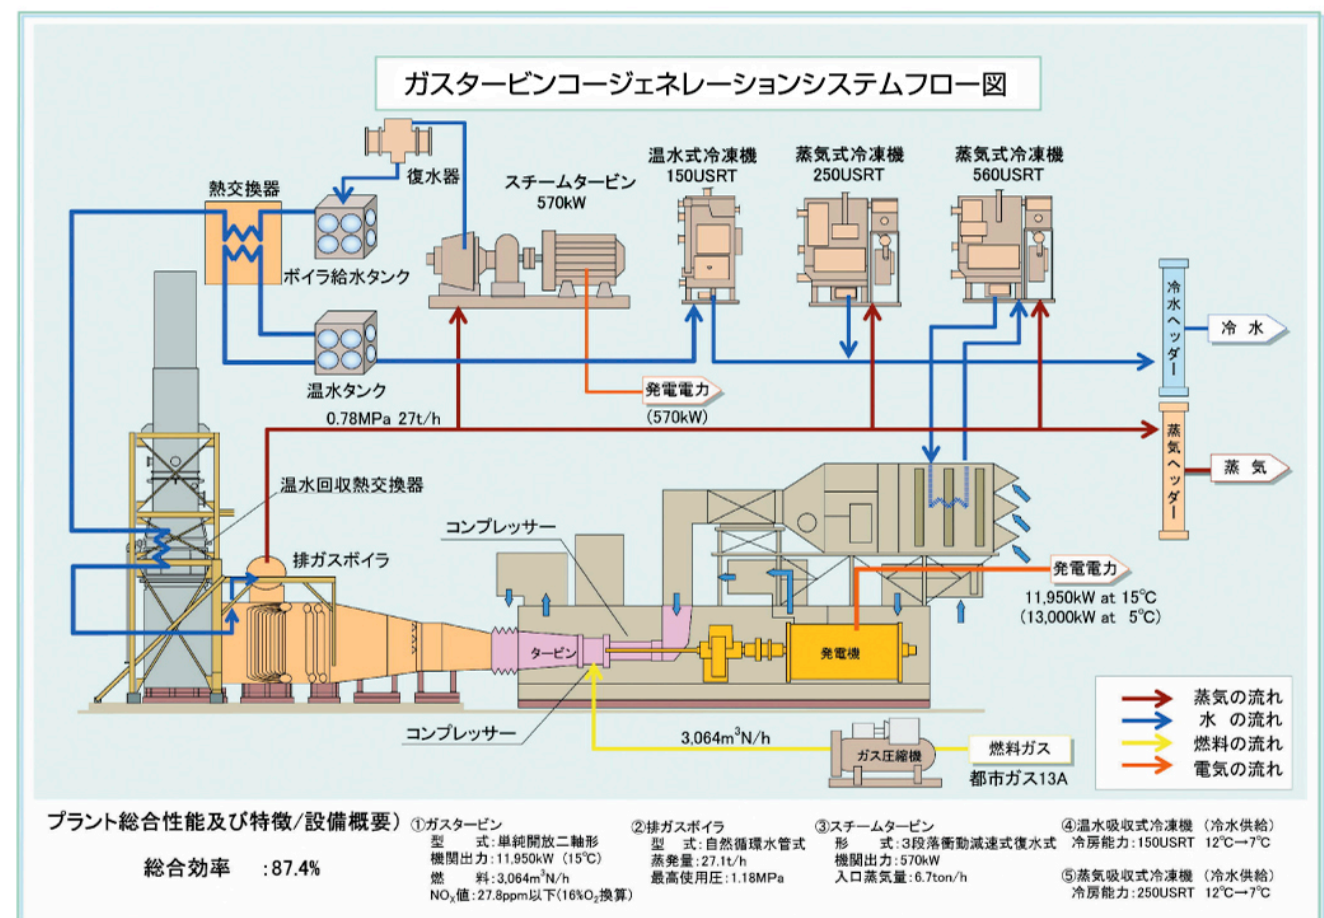 ガスタービンコージェネレーションシステムフロー図
復水器
熱交換器
スチームタービン
570kW
温水式冷凍機
150USRT
蒸気式冷凍機
250USRT
蒸気式冷凍機
560USRT
ボイラ給水タンク
冷水ヘッダー
冷 水
温水タンク
発電電力
(570kW)
0.78MPa 27t/h
蒸気ヘッダー
蒸 気
温水回収熱交換器
コンプレッサー
排ガスボイラ
発電電力
11,950kW at 15℃
(13,000kW at 5℃)
タービン
発電機
コンプレッサー
3,064m³N/h
ガス圧縮機
燃料ガス
都市ガス13A
蒸気の流れ
水 の流れ
燃料の流れ
電気の流れ
プラント総合性能及び特徴/設備概要)
総合効率 :87.4%
①ガスタービン
型 式:単純開放二軸形
機関出力:11,950kW (15℃)
燃 料:3,064m³N/h
NOx値:27.8ppm以下(16%O₂換算)
②排ガスボイラ
型 式:自然循環水管式
蒸発量:27.1t/h
最高使用圧:1.18MPa
③スチームタービン
形 式:3段落衝動減速式復水式
機関出力:570kW
入口蒸気量:6.7ton/h
④温水吸収式冷凍機 (冷水供給)
冷房能力:150USRT 12℃→7℃
⑤蒸気吸収式冷凍機 (冷水供給)
冷房能力:250USRT 12℃→7℃